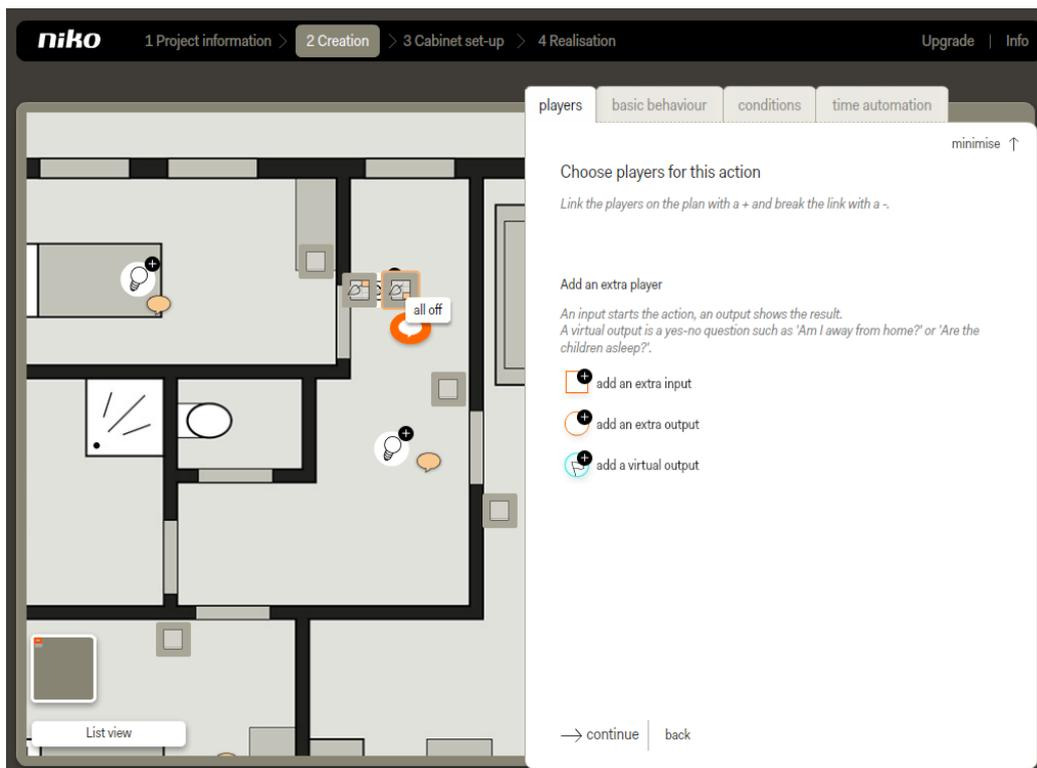 niko
1 Project information
2 Creation
3 Cabinet set-up
4 Realisation
Upgrade | Info
players
basic behaviour
conditions
time automation
minimise ↑
Choose players for this action
Link the players on the plan with a + and break the link with a -.
Add an extra player
An input starts the action, an output shows the result.
A virtual output is a yes-no question such as 'Am I away from home?' or 'Are the
children asleep?'.
add an extra input
add an extra output
add a virtual output
all off
List view
→ continue
back